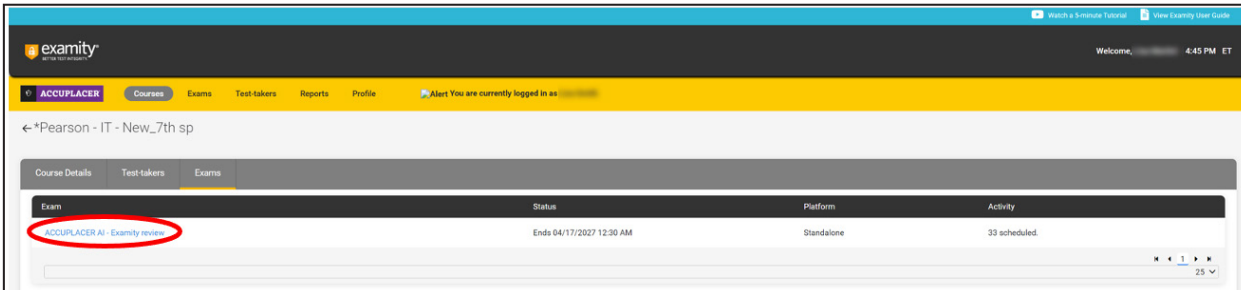 Watch a 5-minute Tutorial View Examity User Guide
examity
BETTER TEST INTEGRITY
Welcome, 4:45 PM ET
ACCUPLACER Courses Exams Test-takers Reports Profile Alert You are currently logged in as
←*Pearson - IT - New_7th sp
Course Details Test-takers Exams
Exam Status Platform Activity
ACCUPLACER AI - Examity review Ends 04/17/2027 12:30 AM Standalone 33 scheduled.
1
25